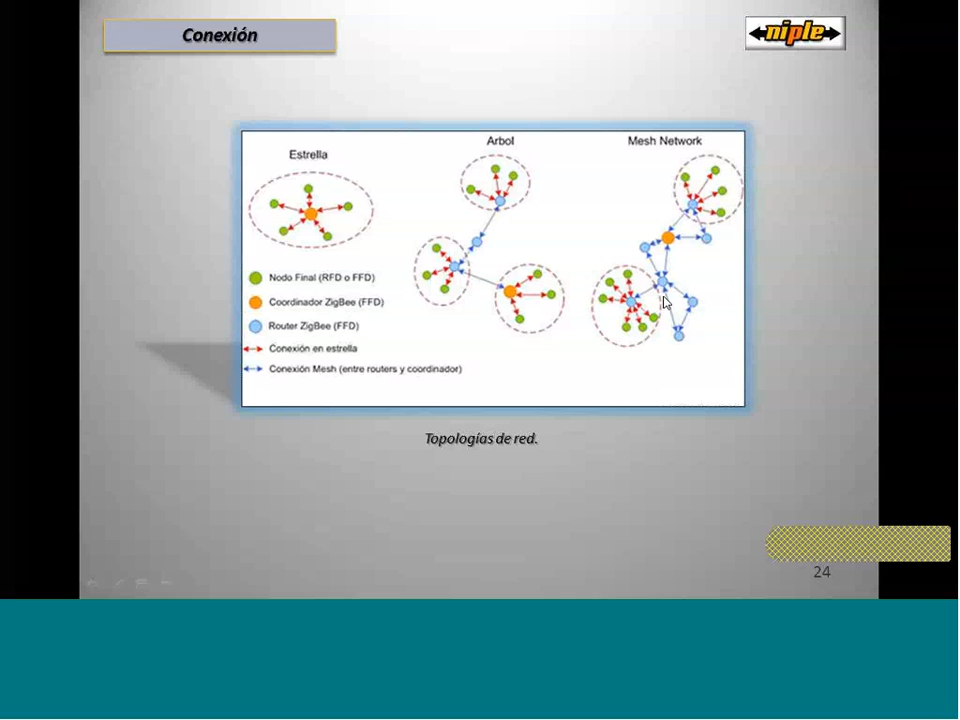 Conexión
niple
Estrella
Arbol
Mesh Network
Nodo Final (RFD o FFD)
Coordinador ZigBee (FFD)
Router ZigBee (FFD)
Conexión en estrella
Conexión Mesh (entre routers y coordinador)
Topologías de red.
24